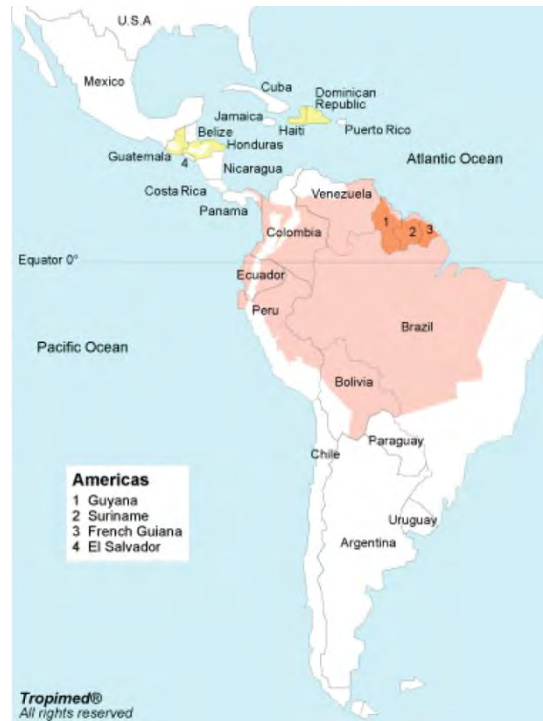 U.S.A
Mexico
Cuba
Dominican
Republic
Jamaica
Haiti
Puerto Rico
Belize
Honduras
Guatemala
4
Nicaragua
Atlantic Ocean
Costa Rica
Panama
Venezuela
1
2
3
Colombia
Equator 0°
Ecuador
Peru
Brazil
Pacific Ocean
Bolivia
Paraguay
Chile
Americas
1 Guyana
2 Suriname
3 French Guiana
4 El Salvador
Uruguay
Argentina
Tropimed®
All rights reserved